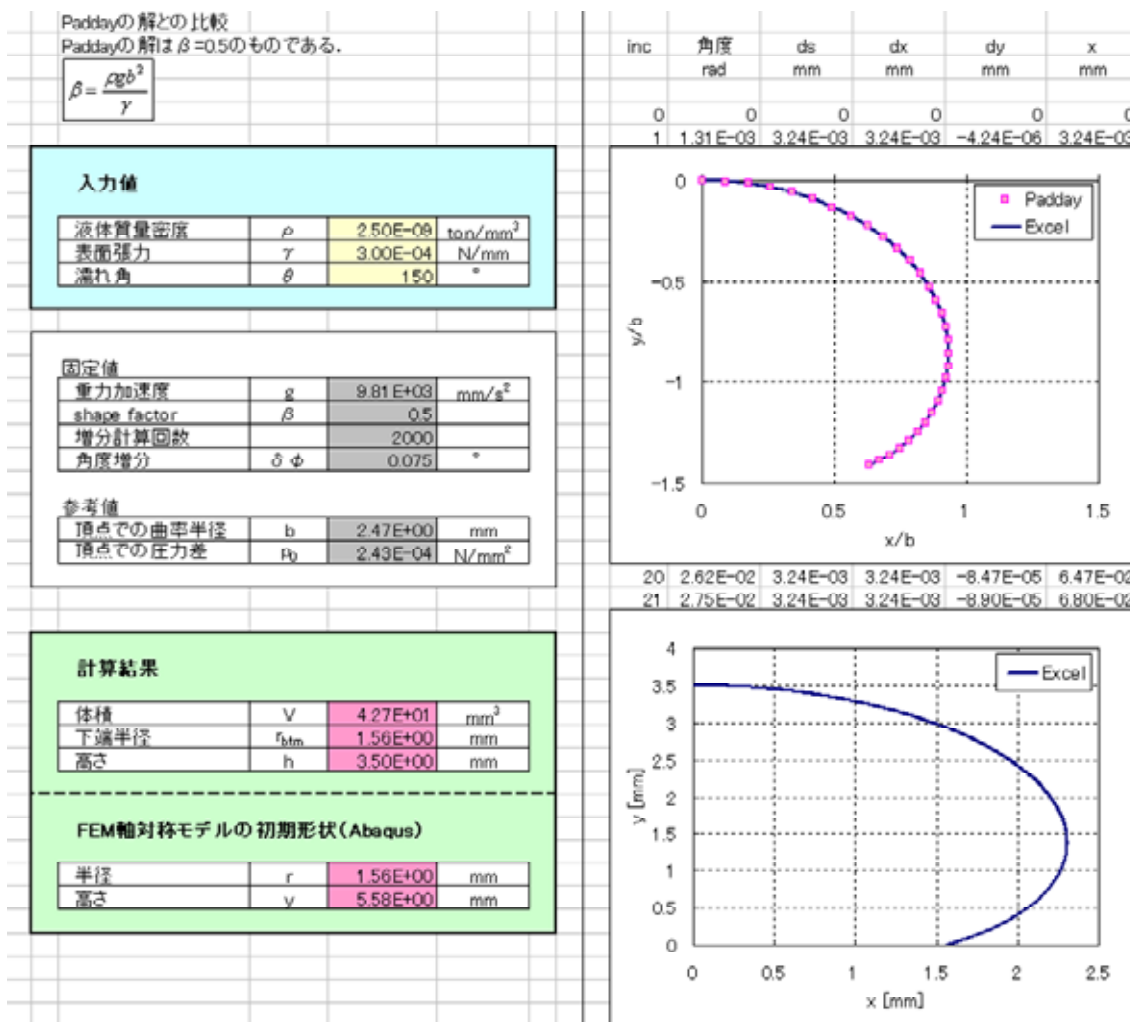 Paddayの解との比較
Paddayの解はβ=0.5のものである.
β = ρgb² / γ
入力値
液体質量密度 ρ 2.50E-09 ton/mm³
表面張力 γ 3.00E-04 N/mm
濡れ角 θ 150 °
固定値
重力加速度 g 9.81E+03 mm/s²
shape factor β 0.5
増分計算回数 2000
角度増分 δφ 0.075 °
参考値
頂点での曲率半径 b 2.47E+00 mm
頂点での圧力差 p₀ 2.43E-04 N/mm²
計算結果
体積 V 4.27E+01 mm³
下端半径 r_btm 1.56E+00 mm
高さ h 3.50E+00 mm
FEM軸対称モデルの初期形状(Abaqus)
半径 r 1.56E+00 mm
高さ y 5.58E+00 mm
inc 角度 ds dx dy x
rad mm mm mm mm
0 0 0 0 0 0
1 1.31E-03 3.24E-03 3.24E-03 -4.24E-06 3.24E-03
0
-0.5
-1
-1.5
y/b
Padday
Excel
0 0.5 1 1.5
x/b
20 2.62E-02 3.24E-03 3.24E-03 -8.47E-05 6.47E-02
21 2.75E-02 3.24E-03 3.24E-03 -8.90E-05 6.80E-02
4
3.5
3
2.5
2
1.5
1
0.5
0
y [mm]
Excel
0 0.5 1 1.5 2 2.5
x [mm]